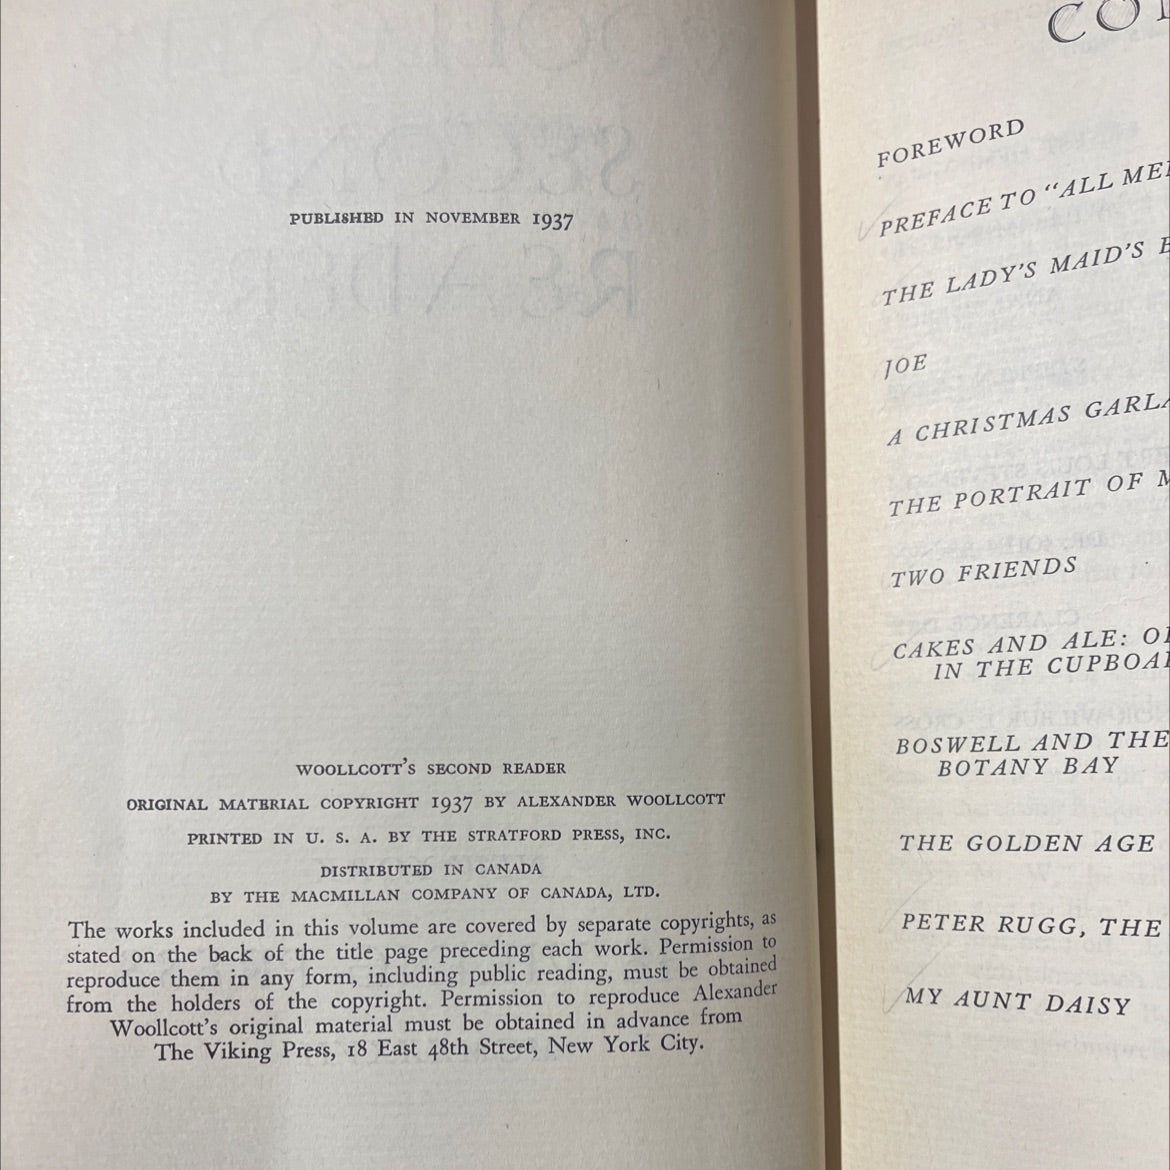 PUBLISHED IN NOVEMBER 1937
WOOLLCOTT'S SECOND READER
ORIGINAL MATERIAL COPYRIGHT 1937 BY ALEXANDER WOOLLCOTT
PRINTED IN U. S. A. BY THE STRATFORD PRESS, INC.
DISTRIBUTED IN CANADA
BY THE MACMILLAN COMPANY OF CANADA, LTD.
The works included in this volume are covered by separate copyrights, as
stated on the back of the title page preceding each work. Permission to
reproduce them in any form, including public reading, must be obtained
from the holders of the copyright. Permission to reproduce Alexander
Woollcott's original material must be obtained in advance from
The Viking Press, 18 East 48th Street, New York City.
FOREWORD
PREFACE TO "ALL
THE LADY'S MAID'S
JOE
A CHRISTMAS
THE PORTRAIT OF
TWO FRIENDS
CAKES AND ALE:
IN THE
BOSWELL AND THE
BOTANY BAY
THE GOLDEN AGE
PETER RUGG, THE
MY AUNT DAISY